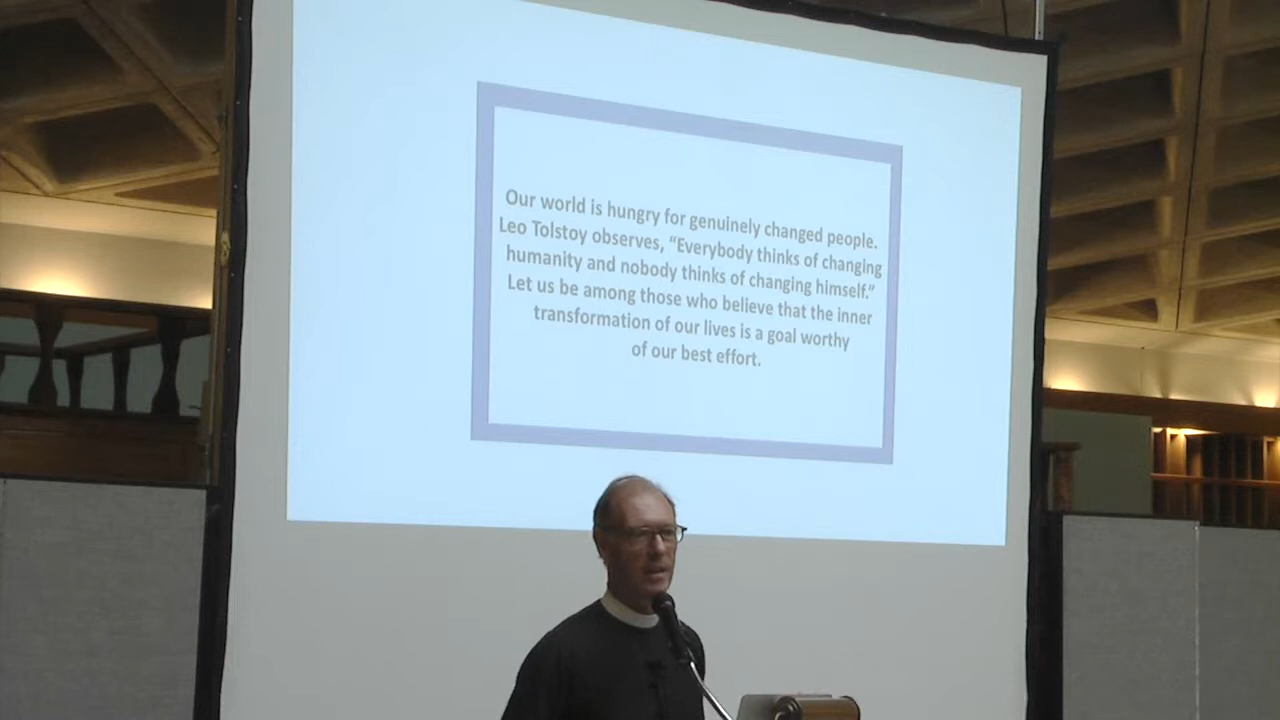 Our world is hungry for genuinely changed people.
Leo Tolstoy observes, “Everybody thinks of changing
humanity and nobody thinks of changing himself.”
Let us be among those who believe that the inner
transformation of our lives is a goal worthy
of our best effort.